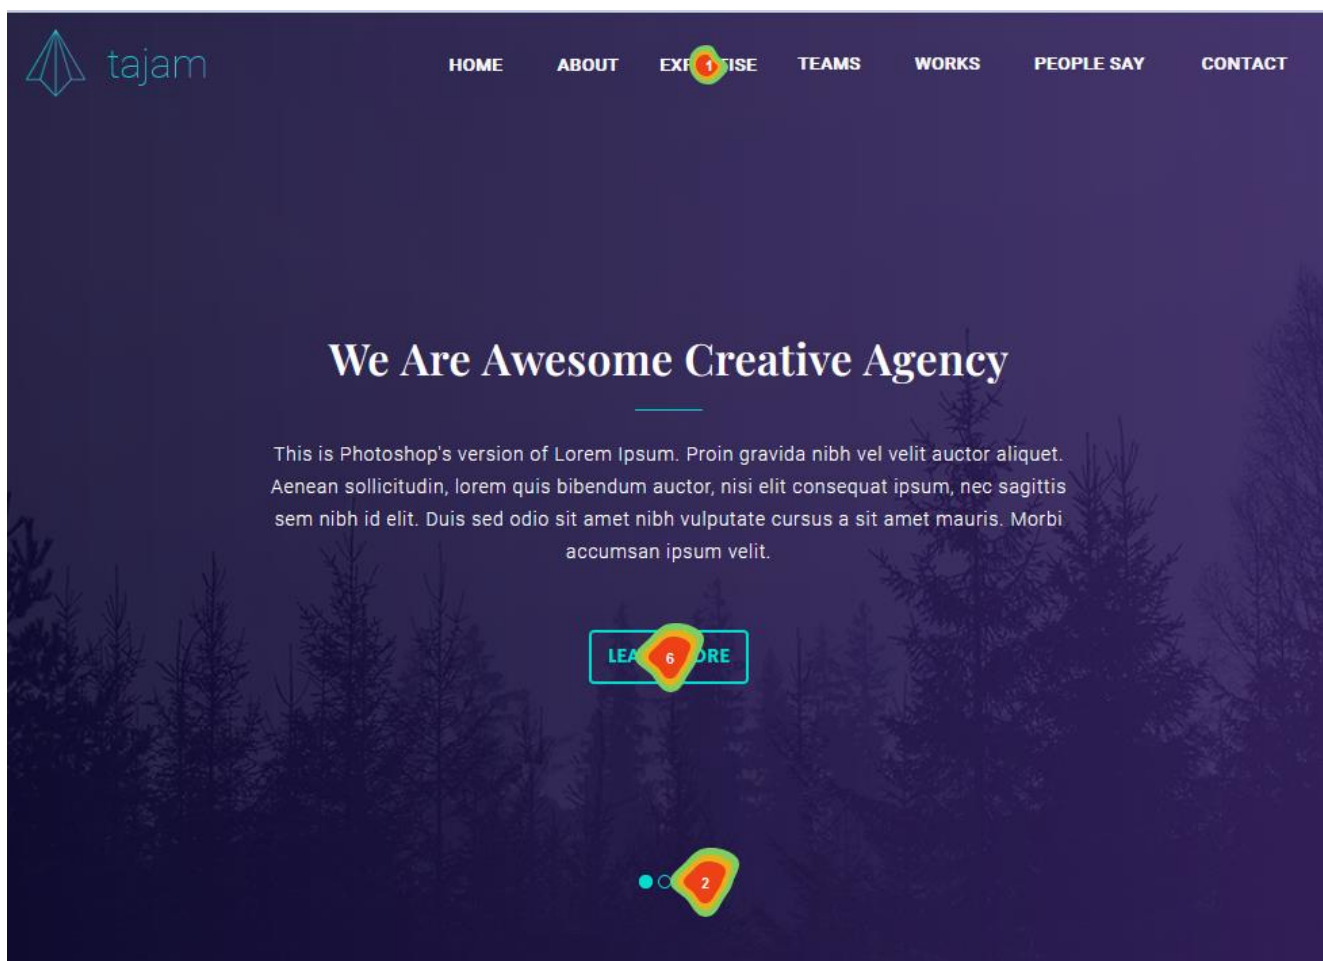 tajam
HOME ABOUT 1 TEAMS WORKS PEOPLE SAY CONTACT
We Are Awesome Creative Agency
This is Photoshop's version of Lorem Ipsum. Proin gravida nibh vel velit auctor aliquet.
Aenean sollicitudin, lorem quis bibendum auctor, nisi elit consequat ipsum, nec sagittis
sem nibh id elit. Duis sed odio sit amet nibh vulputate cursus a sit amet mauris. Morbi
accumsan ipsum velit.
6
2